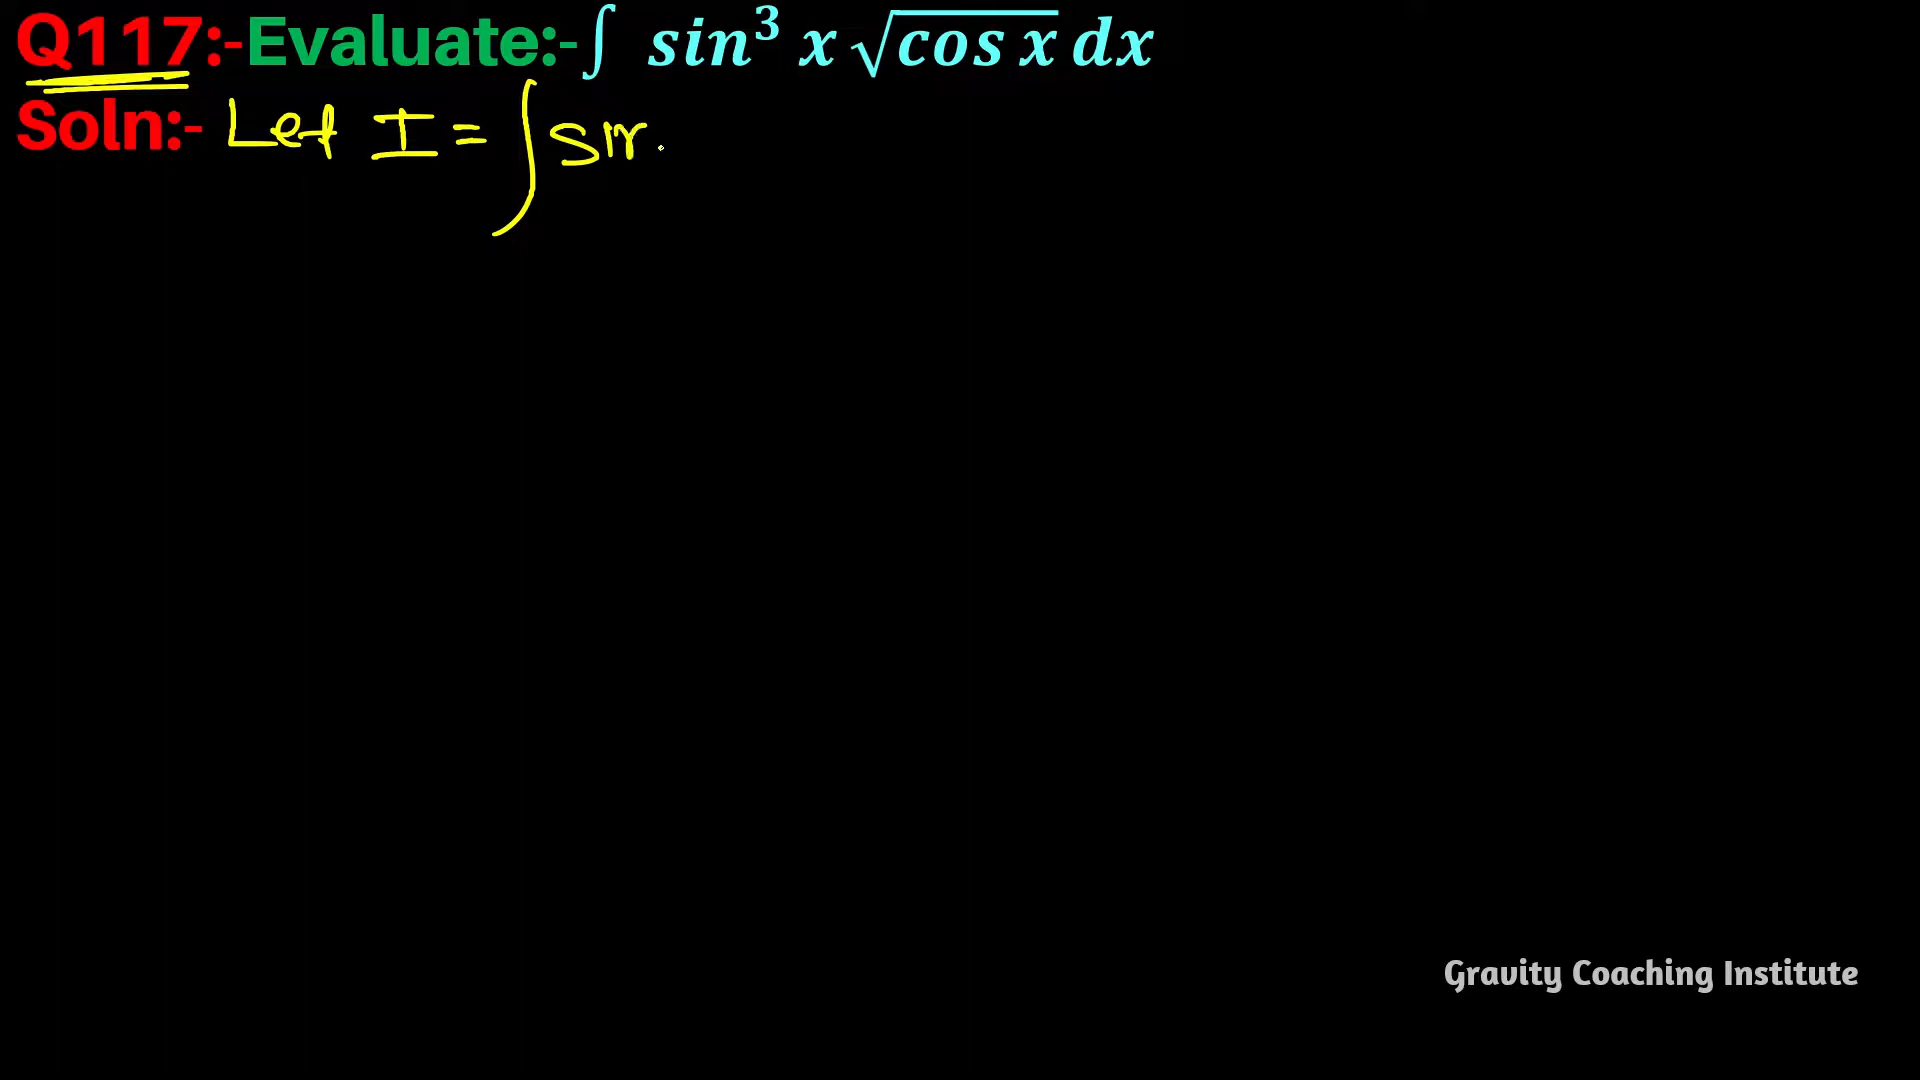 Q117:-Evaluate:-∫ sin³ x √cos x dx
Soln:- Let I = ∫ sin
Gravity Coaching Institute